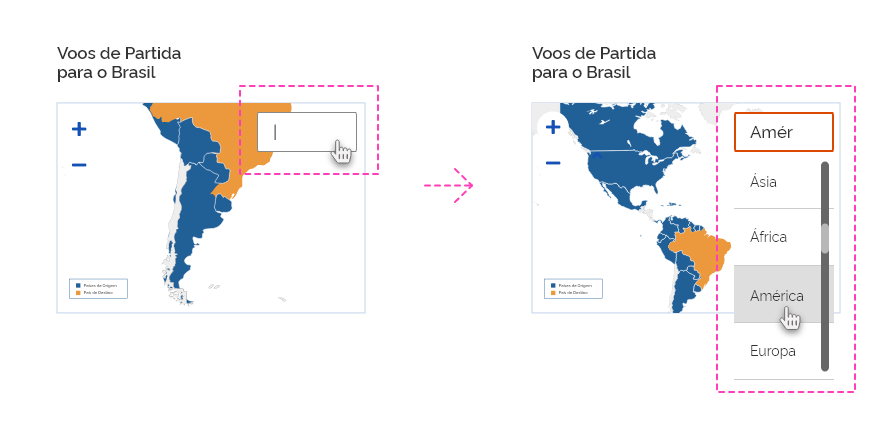 Voos de Partida
para o Brasil
Países de Origem
País de Destino
Voos de Partida
para o Brasil
Amér
Ásia
África
América
Europa
Países de Origem
País de Destino